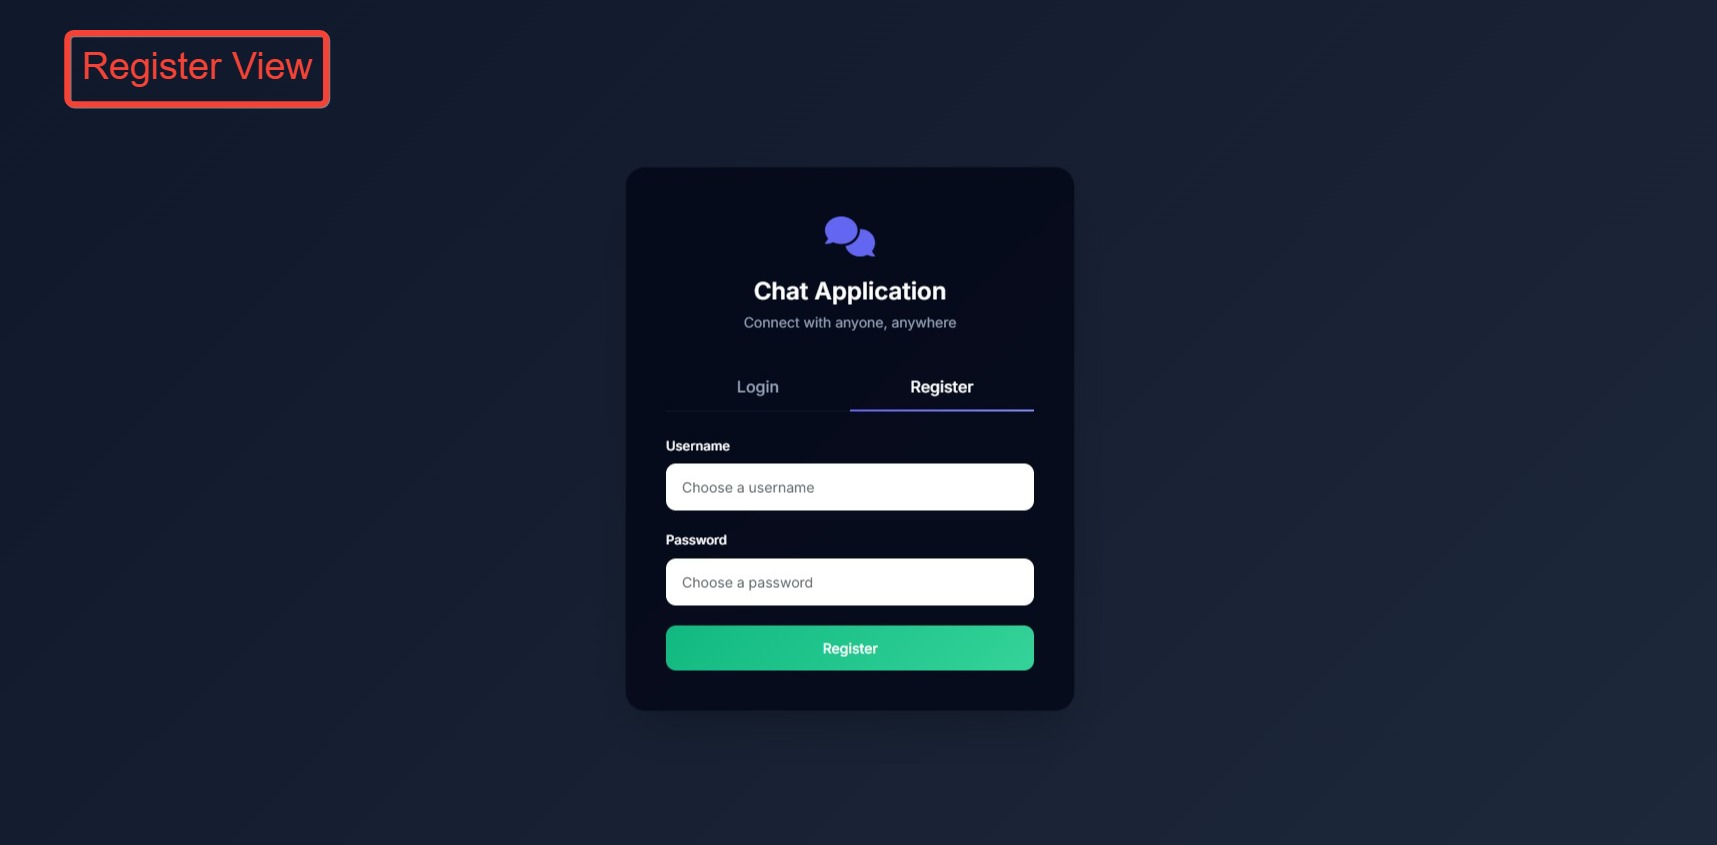 Register View
Chat Application
Connect with anyone, anywhere
Login Register
Username
Choose a username
Password
Choose a password
Register